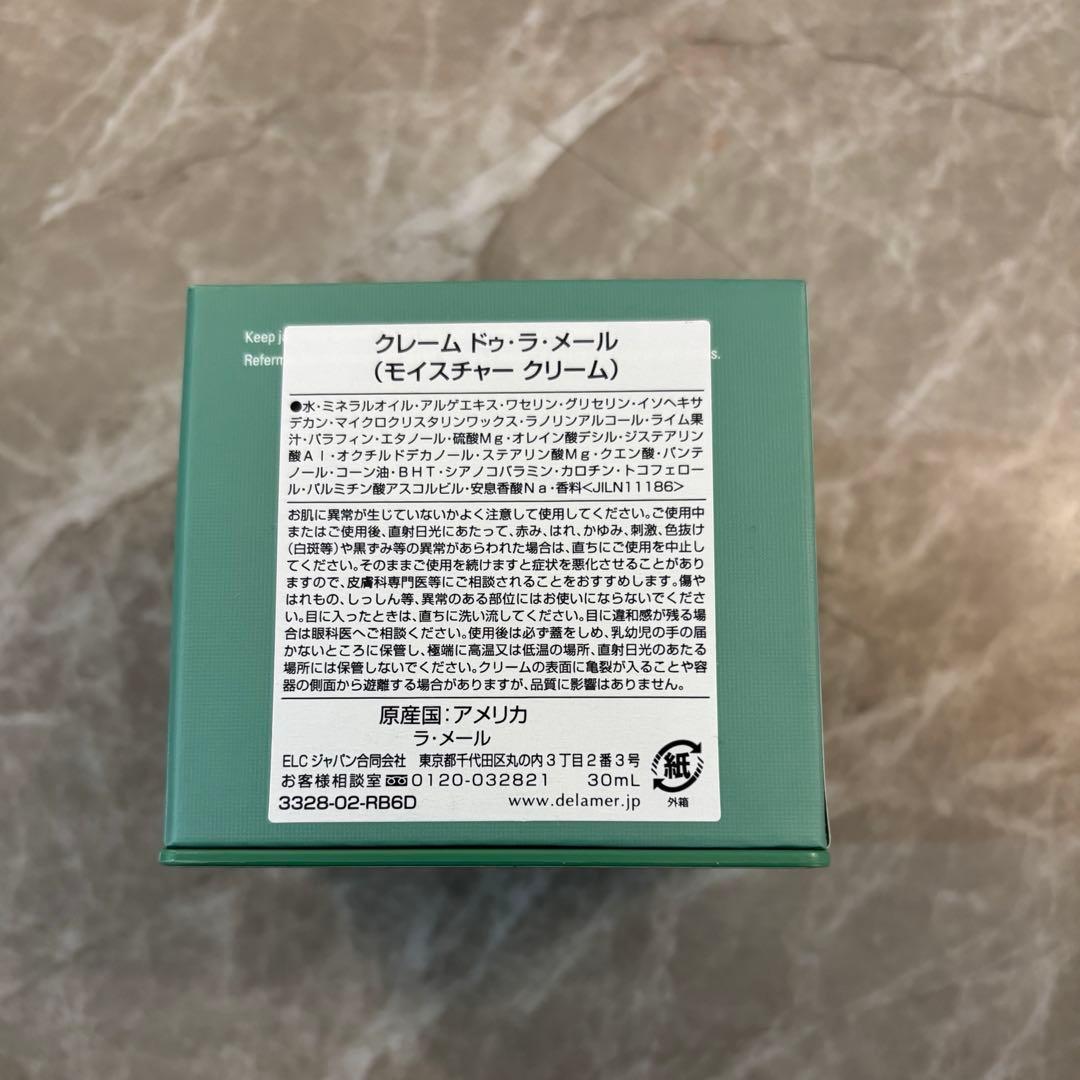 Keep
Referm
s.
クレーム ドゥ・ラ・メール
(モイスチャー クリーム)
●水・ミネラルオイル・アルゲエキス・ワセリン・グリセリン・イソヘキサ
デカン・マイクロクリスタリンワックス・ラノリンアルコール・ライム果
汁・パラフィン・エタノール・硫酸Mg・オレイン酸デシル・ジステアリン
酸Al・オクチルドデカノール・ステアリン酸Mg・クエン酸・パンテ
ノール・コーン油・BHT・シアノコバラミン・カロチン・トコフェロー
ル・パルミチン酸アスコルビル・安息香酸Na・香料<JILN11186>
お肌に異常が生じていないかよく注意して使用してください。ご使用中
またはご使用後、直射日光にあたって、赤み、はれ、かゆみ、刺激、色抜け
(白斑等)や黒ずみ等の異常があらわれた場合は、直ちにご使用を中止し
てください。そのままご使用を続けますと症状を悪化させることがあり
ますので、皮膚科専門医等にご相談されることをおすすめします。傷や
はれもの、しっしん等、異常のある部位にはお使いにならないでくださ
い。目に入ったときは、直ちに洗い流してください。目に違和感が残る場
合は眼科医へご相談ください。使用後は必ず蓋をしめ、乳幼児の手の届
かないところに保管し、極端に高温又は低温の場所、直射日光のあたる
場所には保管しないでください。クリームの表面に亀裂が入ることや容
器の側面から遊離する場合がありますが、品質に影響はありません。
原産国:アメリカ
ラ・メール
ELC ジャパン合同会社 東京都千代田区丸の内3丁目2番3号
お客様相談室 0120-032821 30mL
3328-02-RB6D www.delamer.jp
紙
外箱